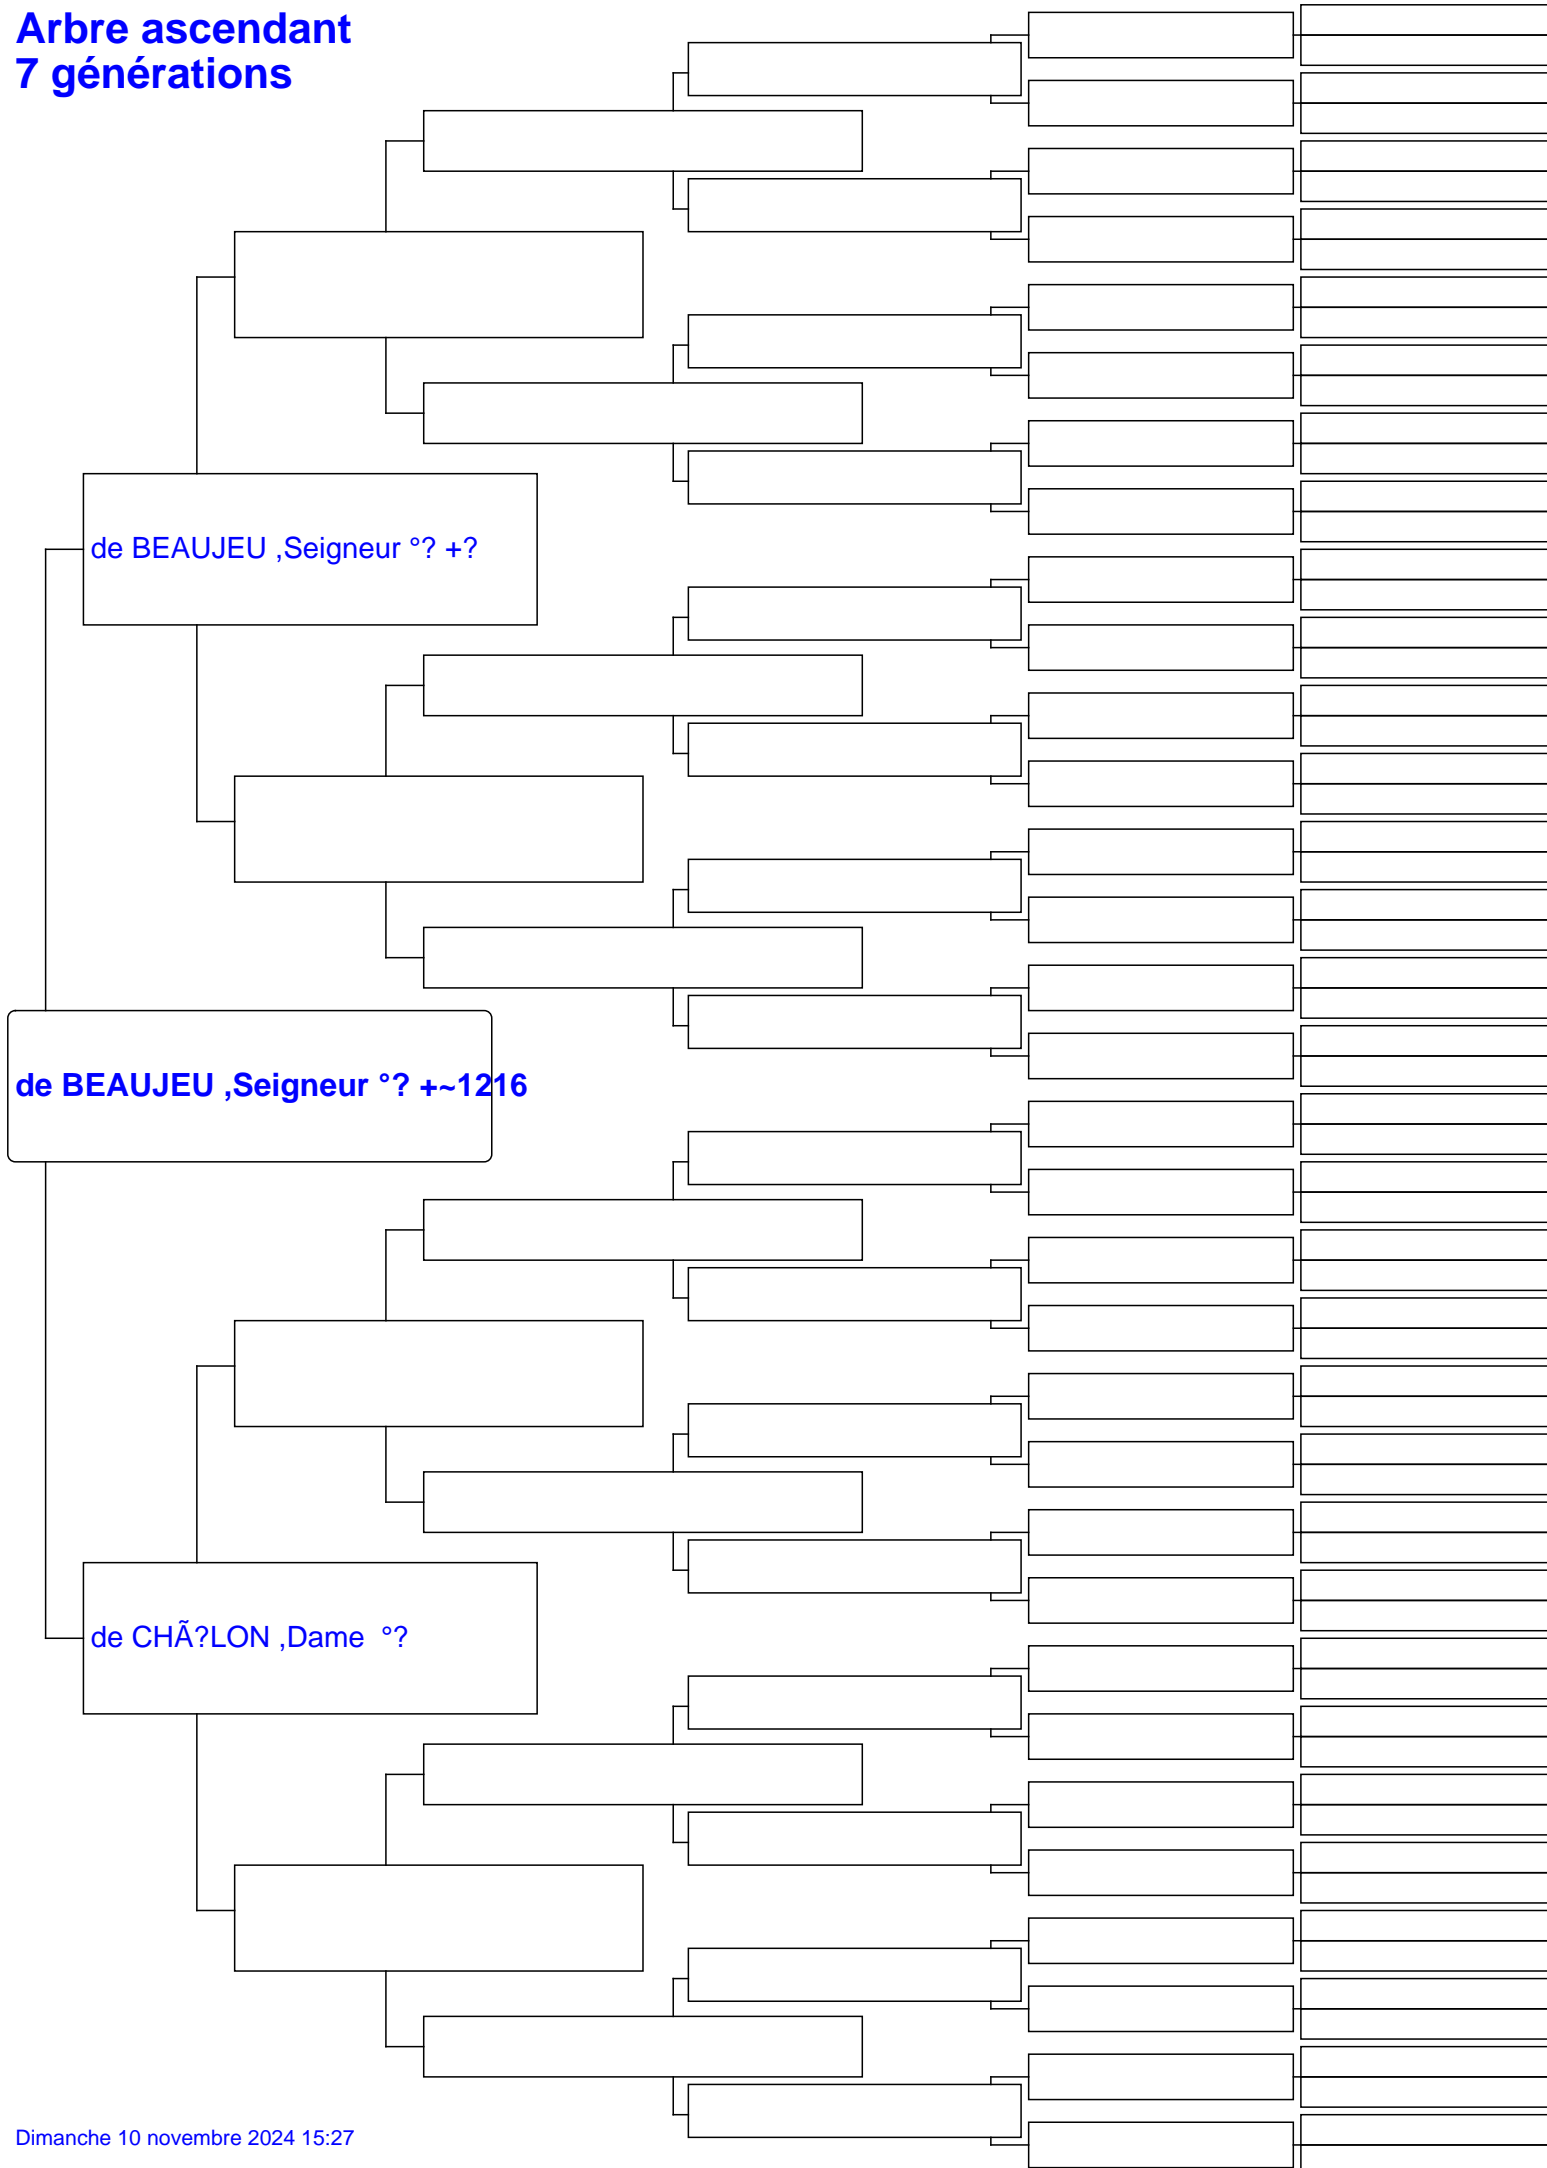 Arbre ascendant
7 générations
de BEAUJEU ,Seigneur °? +?
de BEAUJEU ,Seigneur °? +~1216
de CHÃ?LON ,Dame  °?
Dimanche 10 novembre 2024 15:27